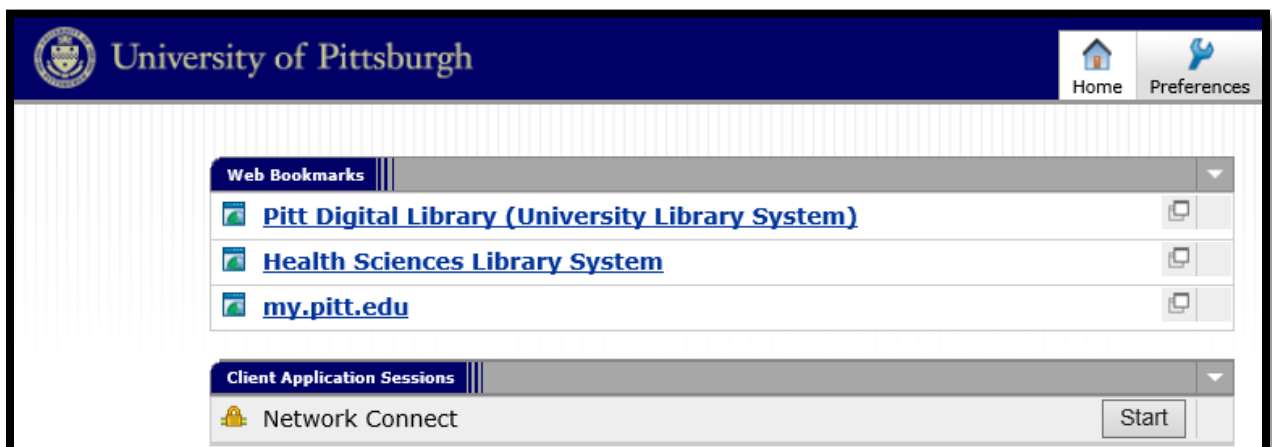 University of Pittsburgh
Home
Preferences
Web Bookmarks
Pitt Digital Library (University Library System)
Health Sciences Library System
my.pitt.edu
Client Application Sessions
Network Connect
Start